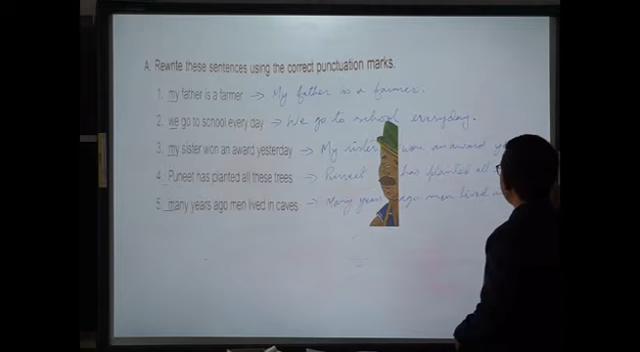 A. Rewrite these sentences using the correct punctuation marks.
1. my father is a farmer → My father is a farmer.
2. we go to school every day → We go to school everyday.
3. my sister won an award yesterday → My sister won an award
4. Puneet has planted all these trees → Puneet has planted all
5. many years ago men lived in caves → Many years ago men lived